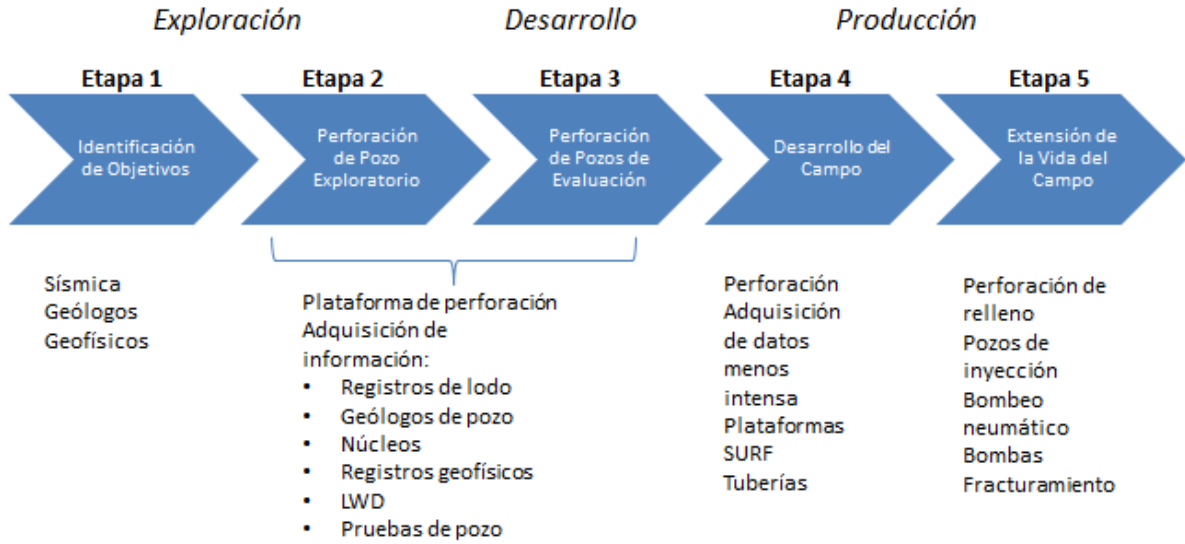 Exploración
Desarrollo
Producción
Etapa 1
Etapa 2
Etapa 3
Etapa 4
Etapa 5
Identificación
de Objetivos
Perforación
de Pozo
Exploratorio
Perforación
de Pozos de
Evaluación
Desarrollo del
Campo
Extensión de
la Vida del
Campo
Sísmica
Geólogos
Geofísicos
Plataforma de perforación
Adquisición de
información:
• Registros de lodo
• Geólogos de pozo
• Núcleos
• Registros geofísicos
• LWD
• Pruebas de pozo
Perforación
Adquisición
de datos
menos
intensa
Plataformas
SURF
Tuberías
Perforación de
relleno
Pozos de
inyección
Bombeo
neumático
Bombas
Fracturamiento